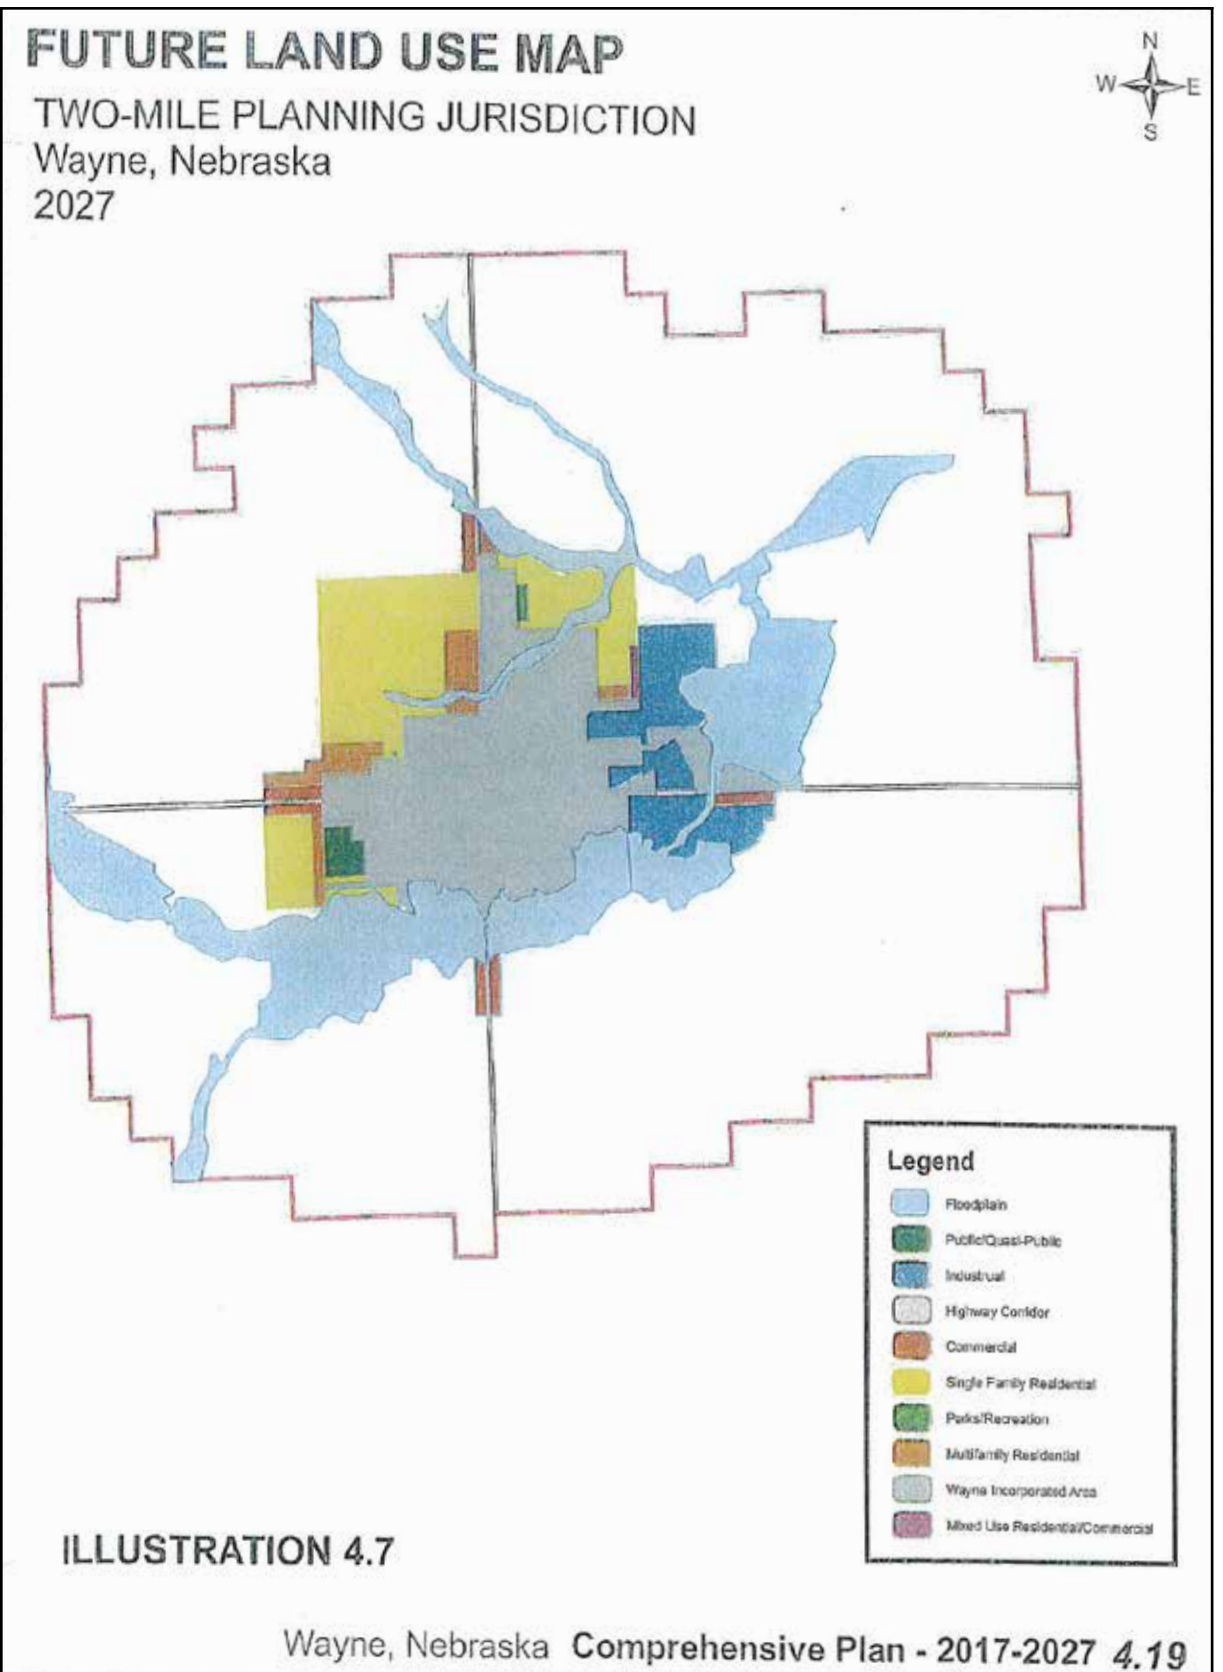 FUTURE LAND USE MAP
TWO-MILE PLANNING JURISDICTION
Wayne, Nebraska
2027
N
W E
S
Legend
Floodplain
Public/Quasi-Public
Industrual
Highway Corridor
Commercial
Single Family Residential
Parks/Recreation
Multifamily Residential
Wayne Incorporated Area
Mixed Use Residential/Commercial
ILLUSTRATION 4.7
Wayne, Nebraska Comprehensive Plan - 2017-2027 4.19